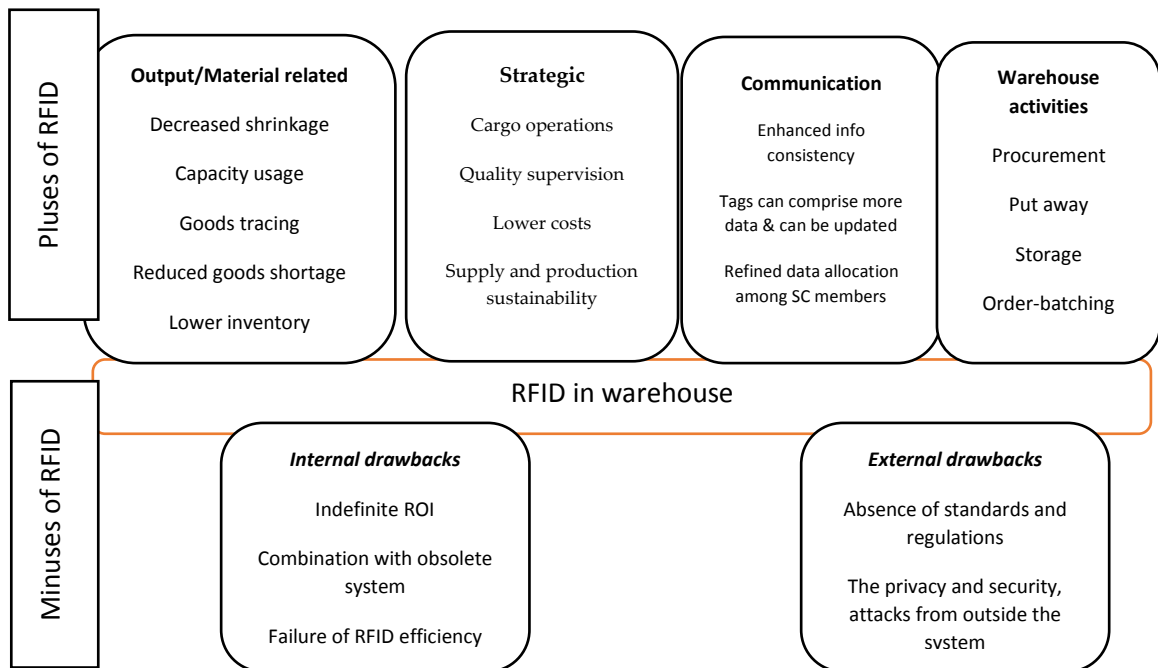 Pluses of RFID
Output/Material related
Decreased shrinkage
Capacity usage
Goods tracing
Reduced goods shortage
Lower inventory
Strategic
Cargo operations
Quality supervision
Lower costs
Supply and production
sustainability
Communication
Enhanced info
consistency
Tags can comprise more
data & can be updated
Refined data allocation
among SC members
Warehouse
activities
Procurement
Put away
Storage
Order-batching
RFID in warehouse
Minuses of RFID
Internal drawbacks
Indefinite ROI
Combination with obsolete
system
Failure of RFID efficiency
External drawbacks
Absence of standards and
regulations
The privacy and security,
attacks from outside the
system